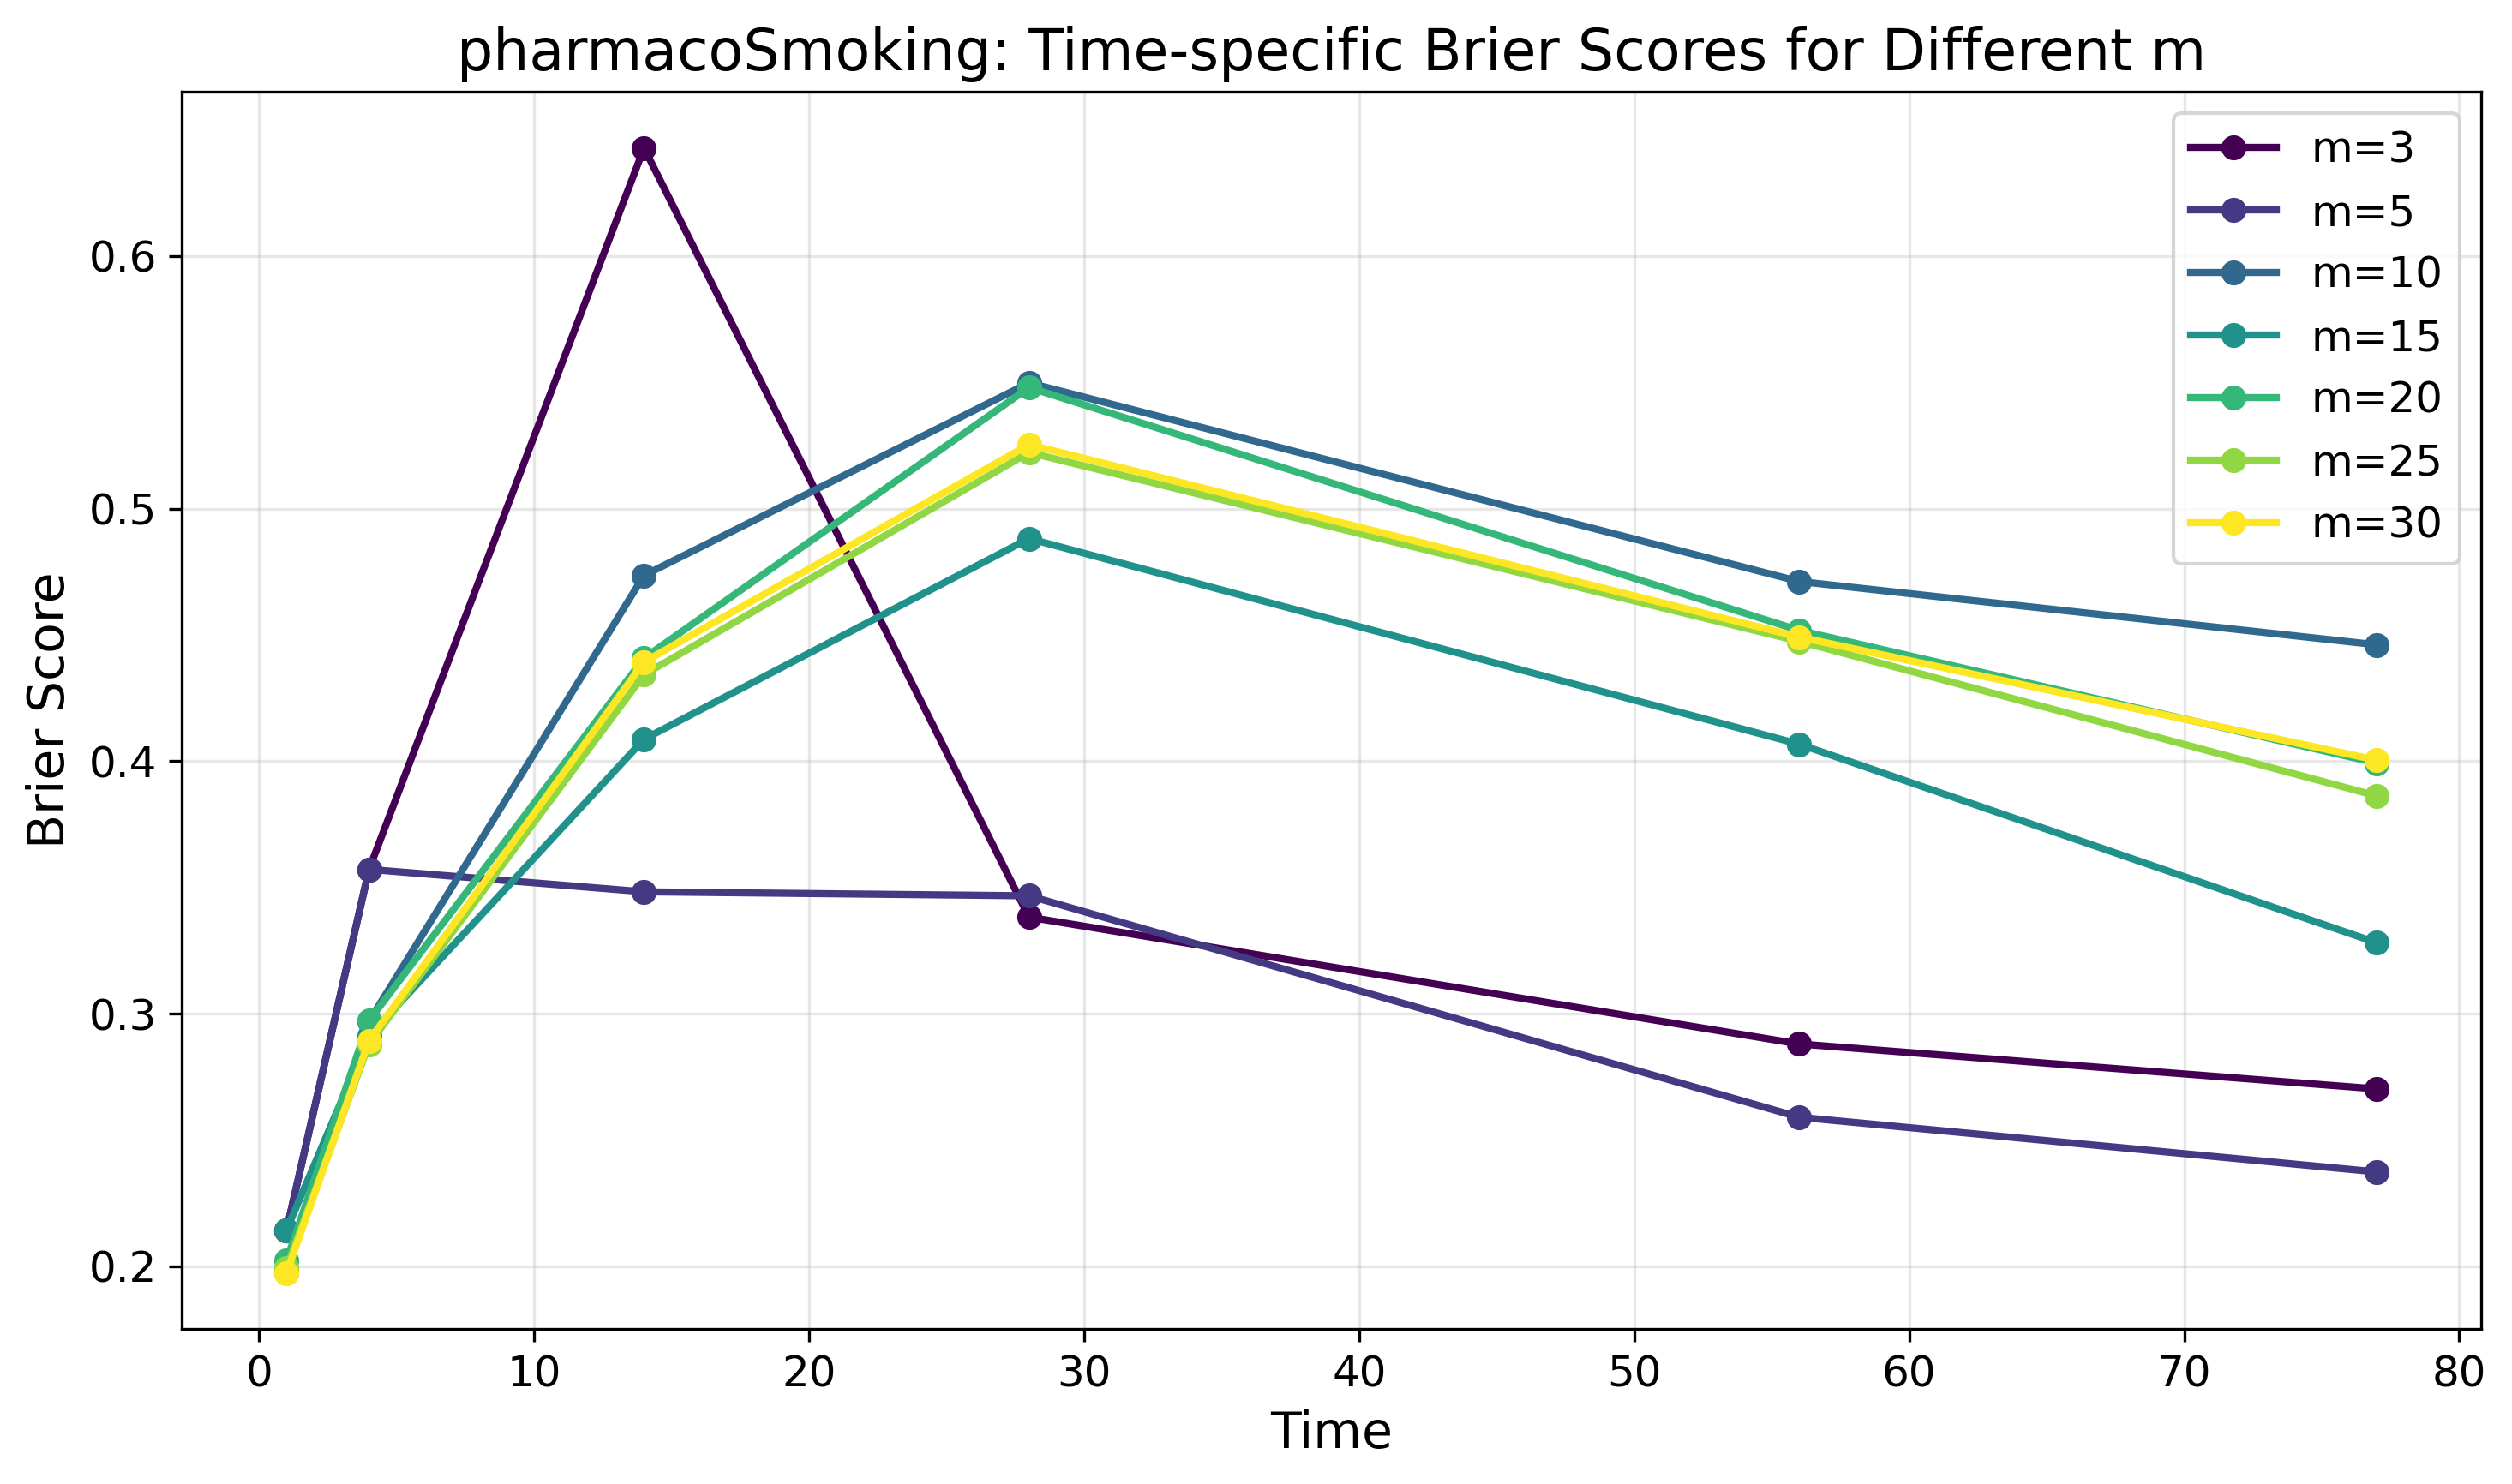 pharmacoSmoking: Time-specific Brier Scores for Different m
m=3
m=5
m=10
m=15
m=20
m=25
m=30
Brier Score
0.6
0.5
0.4
0.3
0.2
0 10 20 30 40 50 60 70 80
Time